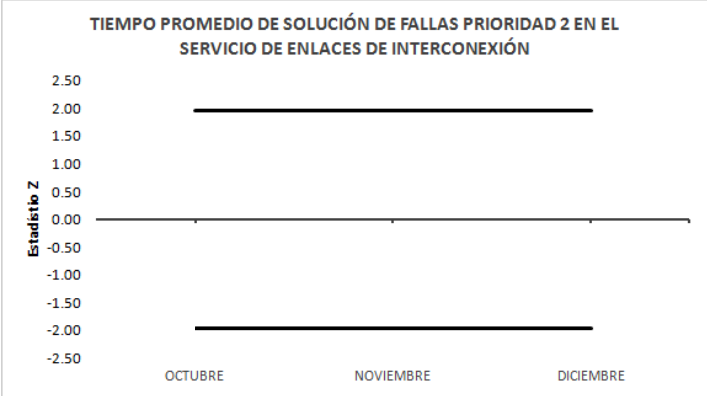 TIEMPO PROMEDIO DE SOLUCIÓN DE FALLAS PRIORIDAD 2 EN EL
SERVICIO DE ENLACES DE INTERCONEXIÓN
2.50
2.00
1.50
1.00
0.50
0.00
-0.50
-1.00
-1.50
-2.00
-2.50
Estadístio Z
OCTUBRE
NOVIEMBRE
DICIEMBRE